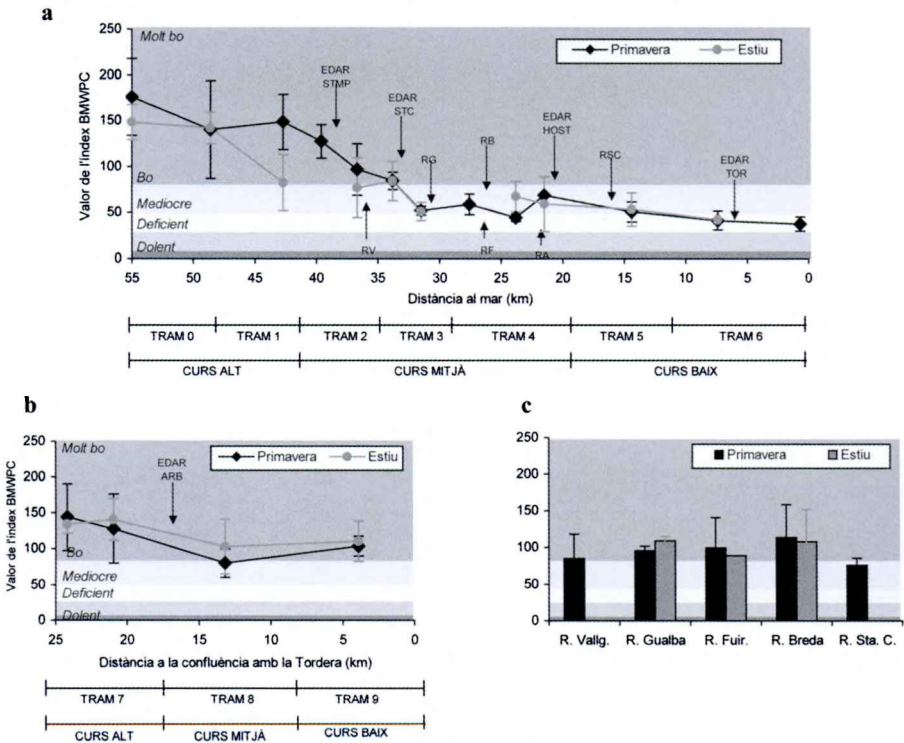 a
250
200
150
100
50
0
Valor de l'índex BMWPC
Molt bo
Bo
Mediocre
Deficient
Dolent
Primavera
Estiu
EDAR
STMP
EDAR
STC
RG
RB
EDAR
HOST
RSC
EDAR
TOR
RV
RF
RA
55 50 45 40 35 30 25 20 15 10 5 0
Distància al mar (km)
TRAM 0 TRAM 1 TRAM 2 TRAM 3 TRAM 4 TRAM 5 TRAM 6
CURS ALT CURS MITJÀ CURS BAIX
b
250
200
150
100
50
0
Valor de l'índex BMWPC
Molt bo
Bo
Mediocre
Deficient
Dolent
Primavera
Estiu
EDAR
ARB
25 20 15 10 5 0
Distància a la confluència amb la Tordera (km)
TRAM 7 TRAM 8 TRAM 9
CURS ALT CURS MITJÀ CURS BAIX
c
250
200
150
100
50
0
Primavera
Estiu
R. Vallg. R. Gualba R. Fuir. R. Breda R. Sta. C.